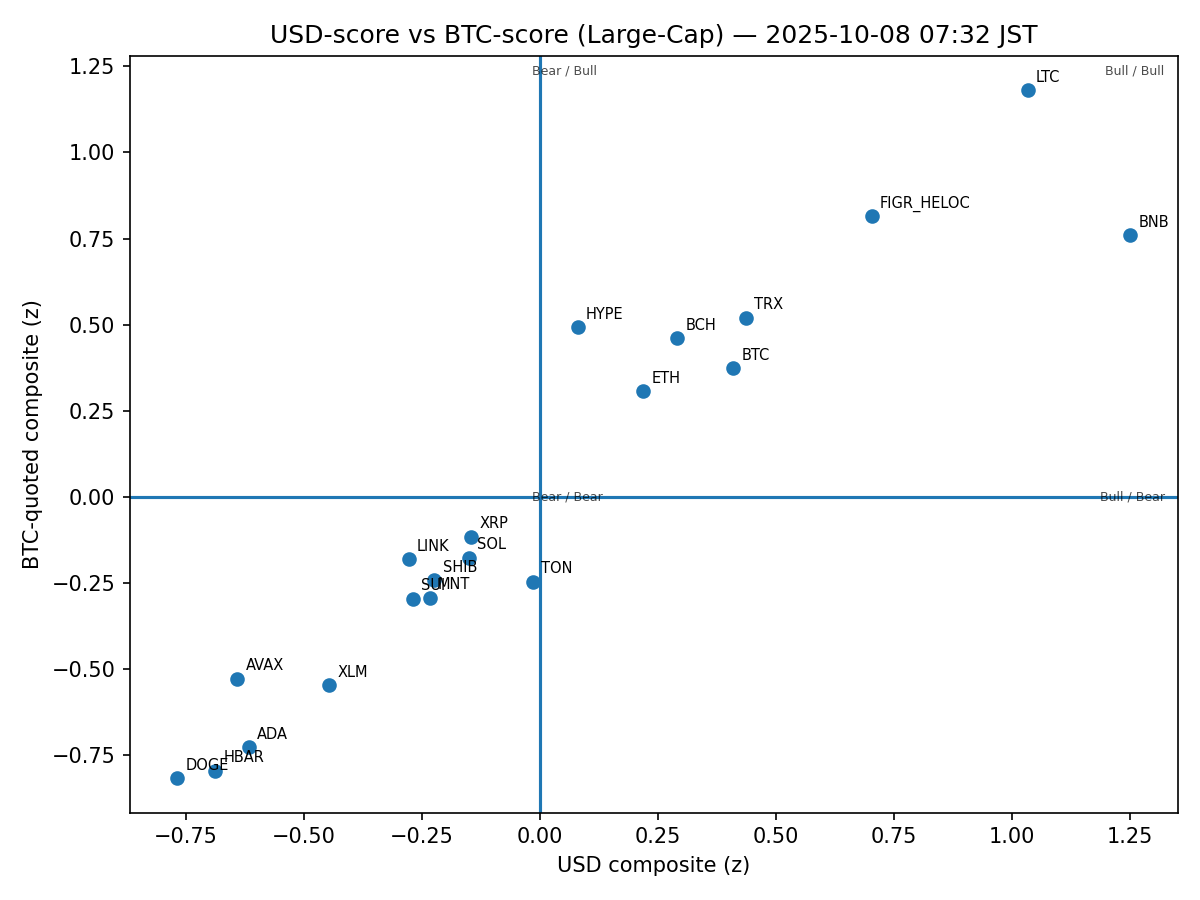 USD-score vs BTC-score (Large-Cap) — 2025-10-08 07:32 JST
1.25
1.00
0.75
0.50
0.25
0.00
−0.25
−0.50
−0.75
BTC-quoted composite (z)
Bear / Bull
Bull / Bull
LTC
FIGR_HELOC
BNB
HYPE
TRX
BCH
BTC
ETH
Bear / Bear
Bull / Bear
XRP
SOL
LINK
SHIB
TON
SUI
MNT
AVAX
XLM
ADA
HBAR
DOGE
−0.75
−0.50
−0.25
0.00
0.25
0.50
0.75
1.00
1.25
USD composite (z)